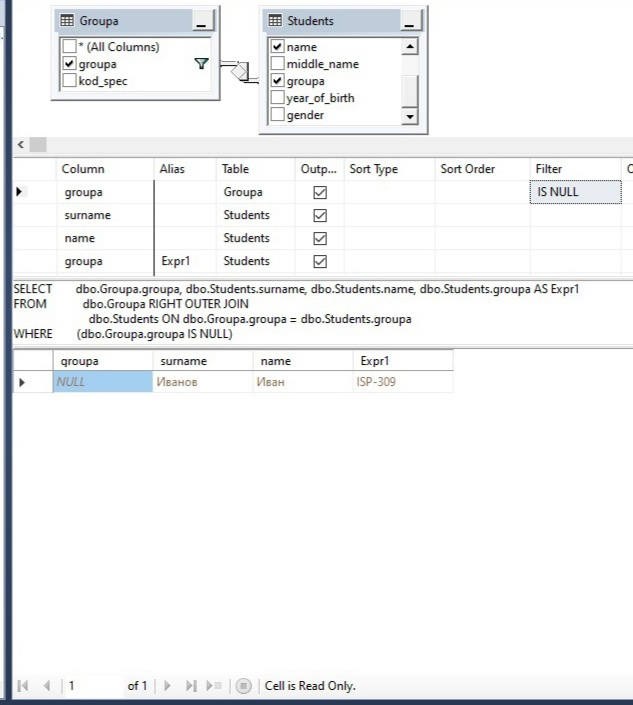 Groupa
* (All Columns)
groupa
kod_spec
Students
name
middle_name
groupa
year_of_birth
gender
Column Alias Table Outp... Sort Type Sort Order Filter
groupa Groupa IS NULL
surname Students
name Students
groupa Expr1 Students
SELECT dbo.Groupa.groupa, dbo.Students.surname, dbo.Students.name, dbo.Students.groupa AS Expr1
FROM dbo.Groupa RIGHT OUTER JOIN
dbo.Students ON dbo.Groupa.groupa = dbo.Students.groupa
WHERE (dbo.Groupa.groupa IS NULL)
groupa surname name Expr1
NULL Иванов Иван ISP-309
1 of 1 Cell is Read Only.